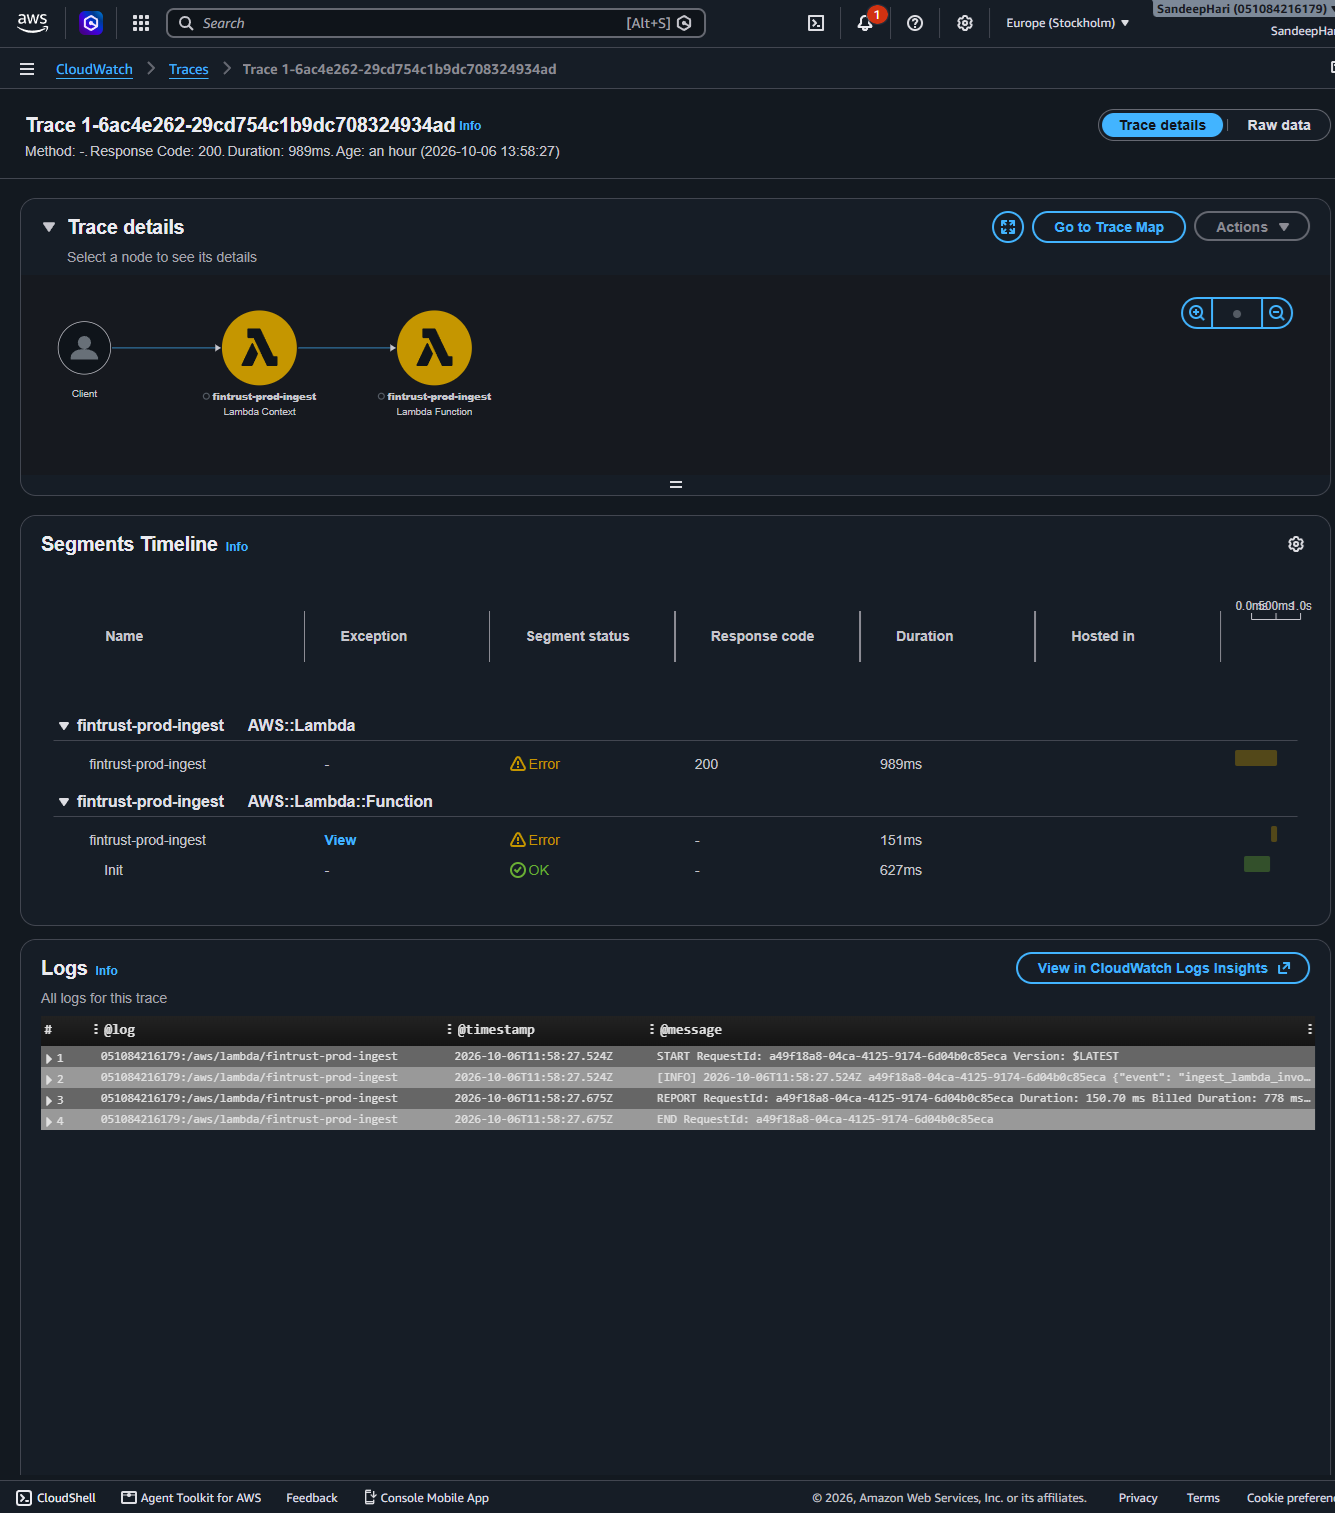 aws
Search
[Alt+S]
1
Europe (Stockholm)
SandeepHari (051084216179)
SandeepHar
CloudWatch
Traces
Trace 1-6ac4e262-29cd754c1b9dc708324934ad
Trace 1-6ac4e262-29cd754c1b9dc708324934ad Info
Method: -. Response Code: 200. Duration: 989ms. Age: an hour (2026-10-06 13:58:27)
Trace details
Raw data
Trace details
Select a node to see its details
Go to Trace Map
Actions
Client
fintrust-prod-ingest
Lambda Context
fintrust-prod-ingest
Lambda Function
Segments Timeline Info
0.0ms 500ms 1.0s
Name Exception Segment status Response code Duration Hosted in
fintrust-prod-ingest AWS::Lambda
fintrust-prod-ingest - Error 200 989ms
fintrust-prod-ingest AWS::Lambda::Function
fintrust-prod-ingest View Error - 151ms
Init - OK - 627ms
Logs Info
View in CloudWatch Logs Insights
All logs for this trace
# @log @timestamp @message
1 051084216179:/aws/lambda/fintrust-prod-ingest 2026-10-06T11:58:27.524Z START RequestId: a49f18a8-04ca-4125-9174-6d04b0c85eca Version: $LATEST
2 051084216179:/aws/lambda/fintrust-prod-ingest 2026-10-06T11:58:27.524Z [INFO] 2026-10-06T11:58:27.524Z a49f18a8-04ca-4125-9174-6d04b0c85eca {"event": "ingest_lambda_invo…
3 051084216179:/aws/lambda/fintrust-prod-ingest 2026-10-06T11:58:27.675Z REPORT RequestId: a49f18a8-04ca-4125-9174-6d04b0c85eca Duration: 150.70 ms Billed Duration: 778 ms…
4 051084216179:/aws/lambda/fintrust-prod-ingest 2026-10-06T11:58:27.675Z END RequestId: a49f18a8-04ca-4125-9174-6d04b0c85eca
CloudShell
Agent Toolkit for AWS
Feedback
Console Mobile App
© 2026, Amazon Web Services, Inc. or its affiliates.
Privacy
Terms
Cookie preferen